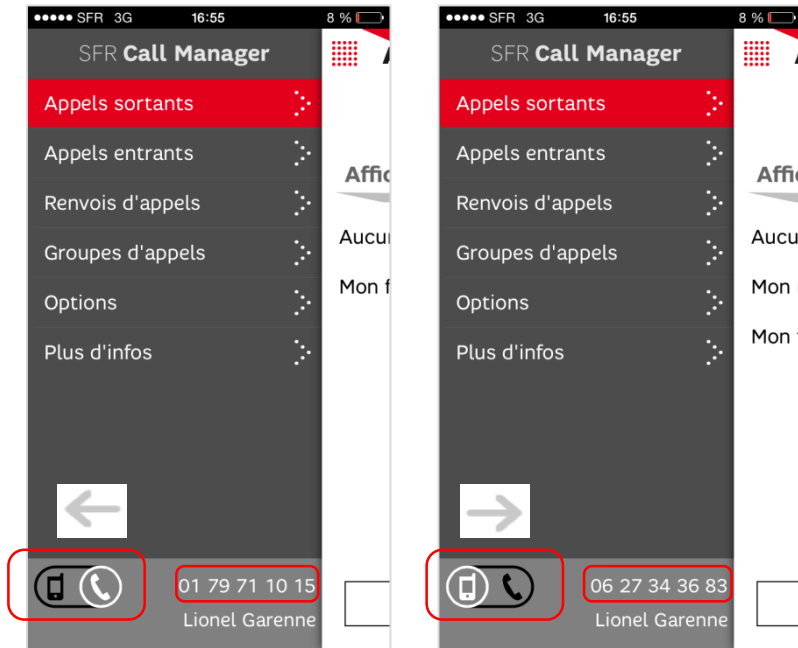 SFR 3G 16:55 8 %
SFR Call Manager
Appels sortants
Appels entrants
Renvois d'appels
Groupes d'appels
Options
Plus d'infos
01 79 71 10 15
Lionel Garenne
Mon
SFR 3G 16:55 8 %
SFR Call Manager
Appels sortants
Appels entrants
Renvois d'appels
Groupes d'appels
Options
Plus d'infos
06 27 34 36 83
Lionel Garenne
Mon
Mon